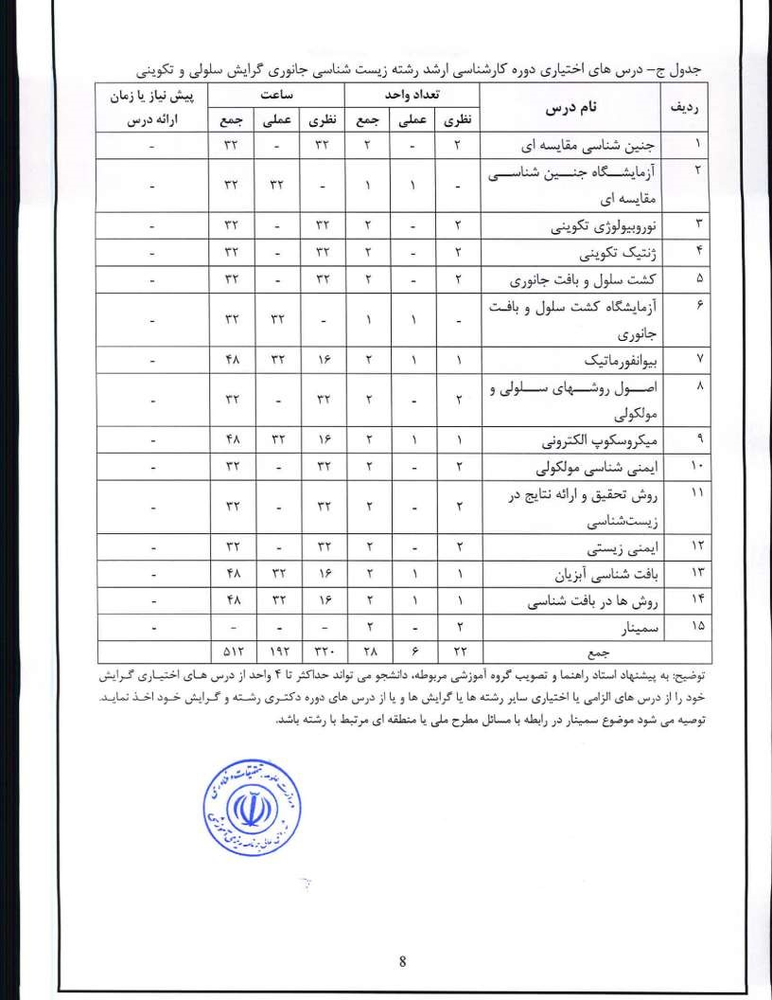 جدول ج- درس های اختیاری دوره کارشناسی ارشد رشته زیست شناسی جانوری گرایش سلولی و تکوینی
ردیف نام درس تعداد واحد ساعت پیش نیاز یا زمان ارائه درس
نظری عملی جمع نظری عملی جمع
۱ جنین شناسی مقایسه ای ۲ - ۲ ۳۲ - ۳۲ -
۲ آزمایشگاه جنین شناسی
مقایسه ای - ۱ ۱ - ۳۲ ۳۲ -
۳ نوروبیولوژی تکوینی ۲ - ۲ ۳۲ - ۳۲ -
۴ ژنتیک تکوینی ۲ - ۲ ۳۲ - ۳۲ -
۵ کشت سلول و بافت جانوری ۲ - ۲ ۳۲ - ۳۲ -
۶ آزمایشگاه کشت سلول و بافت
جانوری - ۱ ۱ - ۳۲ ۳۲ -
۷ بیوانفورماتیک ۱ ۱ ۲ ۱۶ ۳۲ ۴۸ -
۸ اصول روشهای سلولی و
مولکولی ۲ - ۲ ۳۲ - ۳۲ -
۹ میکروسکوپ الکترونی ۱ ۱ ۲ ۱۶ ۳۲ ۴۸ -
۱۰ ایمنی شناسی مولکولی ۲ - ۲ ۳۲ - ۳۲ -
۱۱ روش تحقیق و ارائه نتایج در
زیست‌شناسی ۲ - ۲ ۳۲ - ۳۲ -
۱۲ ایمنی زیستی ۲ - ۲ ۳۲ - ۳۲ -
۱۳ بافت شناسی آبزیان ۱ ۱ ۲ ۱۶ ۳۲ ۴۸ -
۱۴ روش ها در بافت شناسی ۱ ۱ ۲ ۱۶ ۳۲ ۴۸ -
۱۵ سمینار ۲ - ۲ - - - -
جمع ۲۲ ۶ ۲۸ ۳۲۰ ۱۹۲ ۵۱۲
توضیح: به پیشنهاد استاد راهنما و تصویب گروه آموزشی مربوطه، دانشجو می تواند حداکثر تا ۴ واحد از درس های اختیاری گرایش
خود را از درس های الزامی یا اختیاری سایر رشته ها یا گرایش ها و یا از درس های دوره دکتری رشته و گرایش خود اخذ نماید.
توصیه می شود موضوع سمینار در رابطه با مسائل مطرح ملی یا منطقه ای مرتبط با رشته باشد.
وزارت علوم، تحقیقات و فناوری
شورای عالی برنامه ریزی آموزشی
8